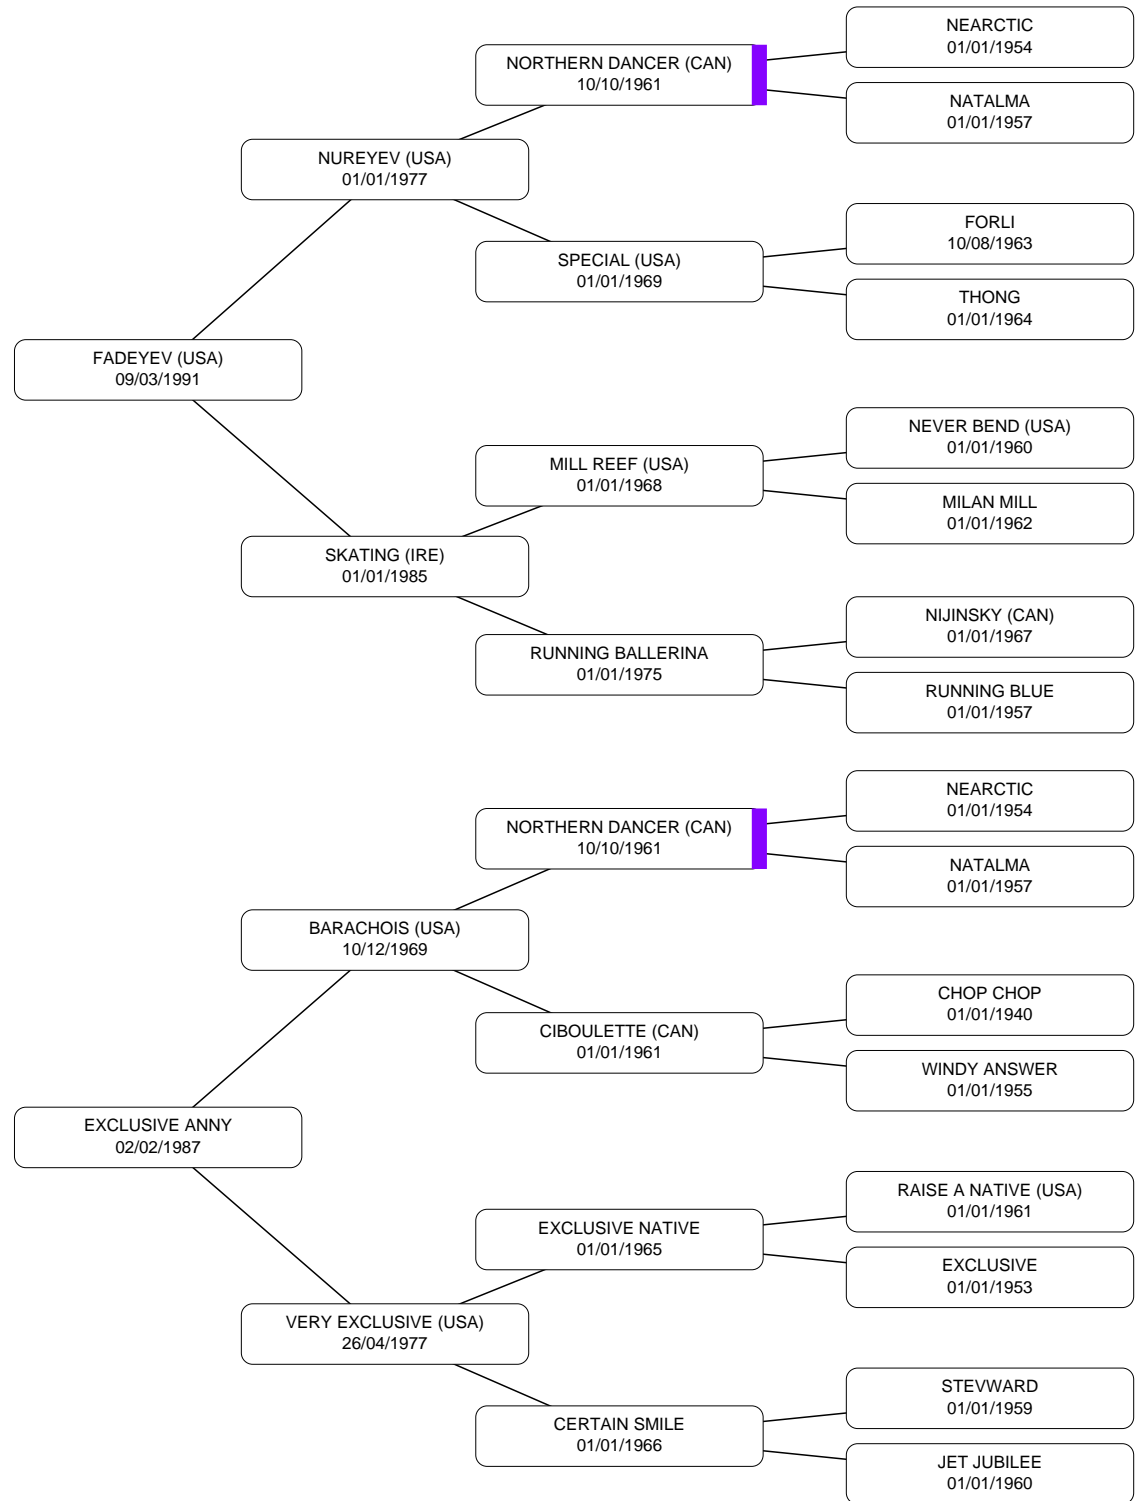 NEARCTIC
01/01/1954
NORTHERN DANCER (CAN)
10/10/1961
NATALMA
01/01/1957
NUREYEV (USA)
01/01/1977
FORLI
10/08/1963
SPECIAL (USA)
01/01/1969
THONG
01/01/1964
FADEYEV (USA)
09/03/1991
NEVER BEND (USA)
01/01/1960
MILL REEF (USA)
01/01/1968
MILAN MILL
01/01/1962
SKATING (IRE)
01/01/1985
NIJINSKY (CAN)
01/01/1967
RUNNING BALLERINA
01/01/1975
RUNNING BLUE
01/01/1957
NEARCTIC
01/01/1954
NORTHERN DANCER (CAN)
10/10/1961
NATALMA
01/01/1957
BARACHOIS (USA)
10/12/1969
CHOP CHOP
01/01/1940
CIBOULETTE (CAN)
01/01/1961
WINDY ANSWER
01/01/1955
EXCLUSIVE ANNY
02/02/1987
RAISE A NATIVE (USA)
01/01/1961
EXCLUSIVE NATIVE
01/01/1965
EXCLUSIVE
01/01/1953
VERY EXCLUSIVE (USA)
26/04/1977
STEVWARD
01/01/1959
CERTAIN SMILE
01/01/1966
JET JUBILEE
01/01/1960